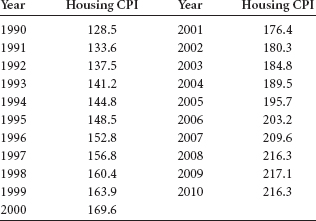 Year Housing CPI Year Housing CPI
1990 128.5 2001 176.4
1991 133.6 2002 180.3
1992 137.5 2003 184.8
1993 141.2 2004 189.5
1994 144.8 2005 195.7
1995 148.5 2006 203.2
1996 152.8 2007 209.6
1997 156.8 2008 216.3
1998 160.4 2009 217.1
1999 163.9 2010 216.3
2000 169.6